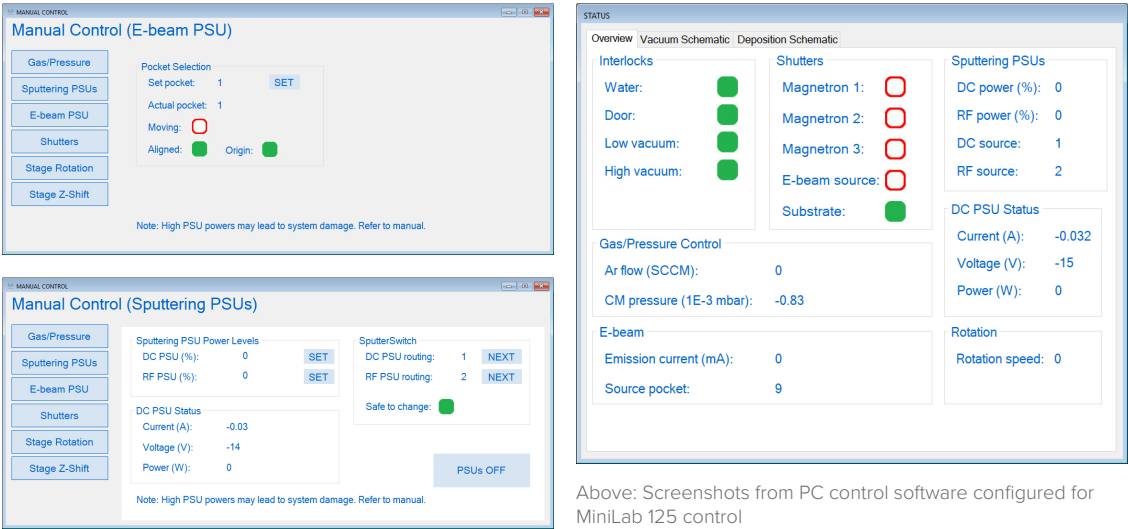 MANUAL CONTROL
Manual Control (E-beam PSU)
Gas/Pressure
Sputtering PSUs
E-beam PSU
Shutters
Stage Rotation
Stage Z-Shift
Pocket Selection
Set pocket: 1 SET
Actual pocket: 1
Moving:
Aligned: Origin:
Note: High PSU powers may lead to system damage. Refer to manual.
MANUAL CONTROL
Manual Control (Sputtering PSUs)
Gas/Pressure
Sputtering PSUs
E-beam PSU
Shutters
Stage Rotation
Stage Z-Shift
Sputtering PSU Power Levels
DC PSU (%): 0 SET
RF PSU (%): 0 SET
DC PSU Status
Current (A): -0.03
Voltage (V): -14
Power (W): 0
SputterSwitch
DC PSU routing: 1 NEXT
RF PSU routing: 2 NEXT
Safe to change:
PSUs OFF
Note: High PSU powers may lead to system damage. Refer to manual.
STATUS
Overview Vacuum Schematic Deposition Schematic
Interlocks
Water:
Door:
Low vacuum:
High vacuum:
Shutters
Magnetron 1:
Magnetron 2:
Magnetron 3:
E-beam source:
Substrate:
Sputtering PSUs
DC power (%): 0
RF power (%): 0
DC source: 1
RF source: 2
DC PSU Status
Current (A): -0.032
Voltage (V): -15
Power (W): 0
Gas/Pressure Control
Ar flow (SCCM): 0
CM pressure (1E-3 mbar): -0.83
E-beam
Emission current (mA): 0
Source pocket: 9
Rotation
Rotation speed: 0
Above: Screenshots from PC control software configured for
MiniLab 125 control